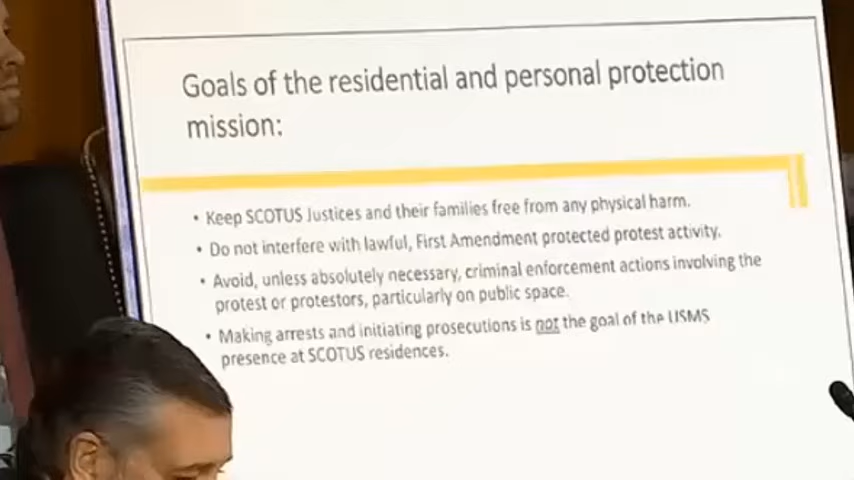 Goals of the residential and personal protection
mission:
• Keep SCOTUS Justices and their families free from any physical harm.
• Do not interfere with lawful, First Amendment protected protest activity.
• Avoid, unless absolutely necessary, criminal enforcement actions involving the
protest or protestors, particularly on public space.
• Making arrests and initiating prosecutions is not the goal of the USMS
presence at SCOTUS residences.